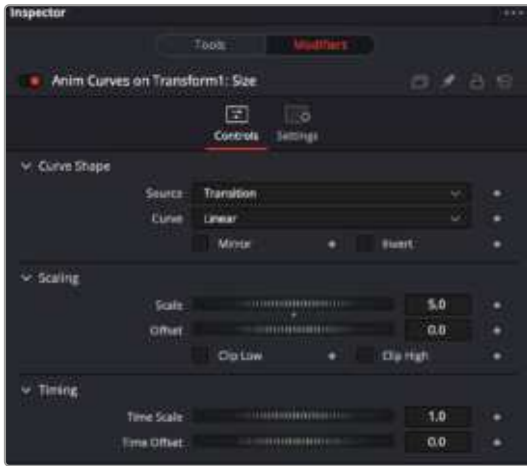 Inspector
Tools Modifiers
Anim Curves on Transform1: Size
Controls Settings
Curve Shape
Source Transition
Curve Linear
Mirror Invert
Scaling
Scale 5.0
Offset 0.0
Clip Low Clip High
Timing
Time Scale 1.0
Time Offset 0.0